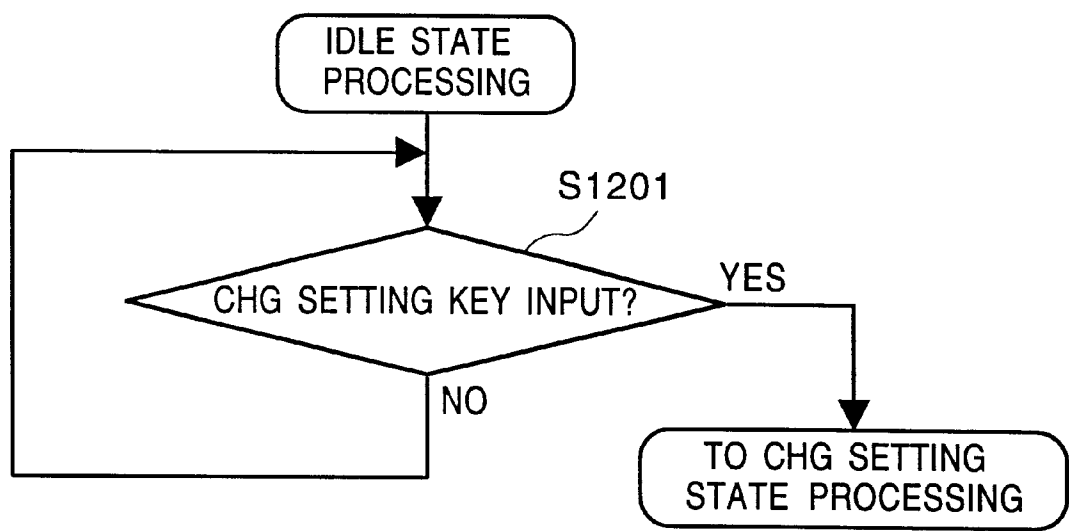 IDLE STATE
PROCESSING
S1201
CHG SETTING KEY INPUT?
YES
NO
TO CHG SETTING
STATE PROCESSING